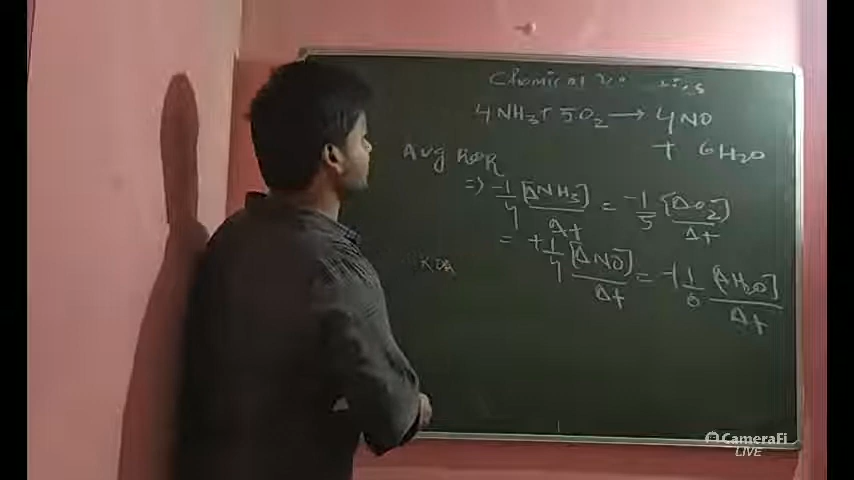 Chemical
4NH₃+ 5O₂ → 4NO
+ 6H₂O
Avg ROR
=> -1/4 [ΔNH₃]/Δt = -1/5 [ΔO₂]/Δt
= +1/4 [ΔNO]/Δt = +1/6 [ΔH₂O]/Δt
ROR
CameraFi
LIVE